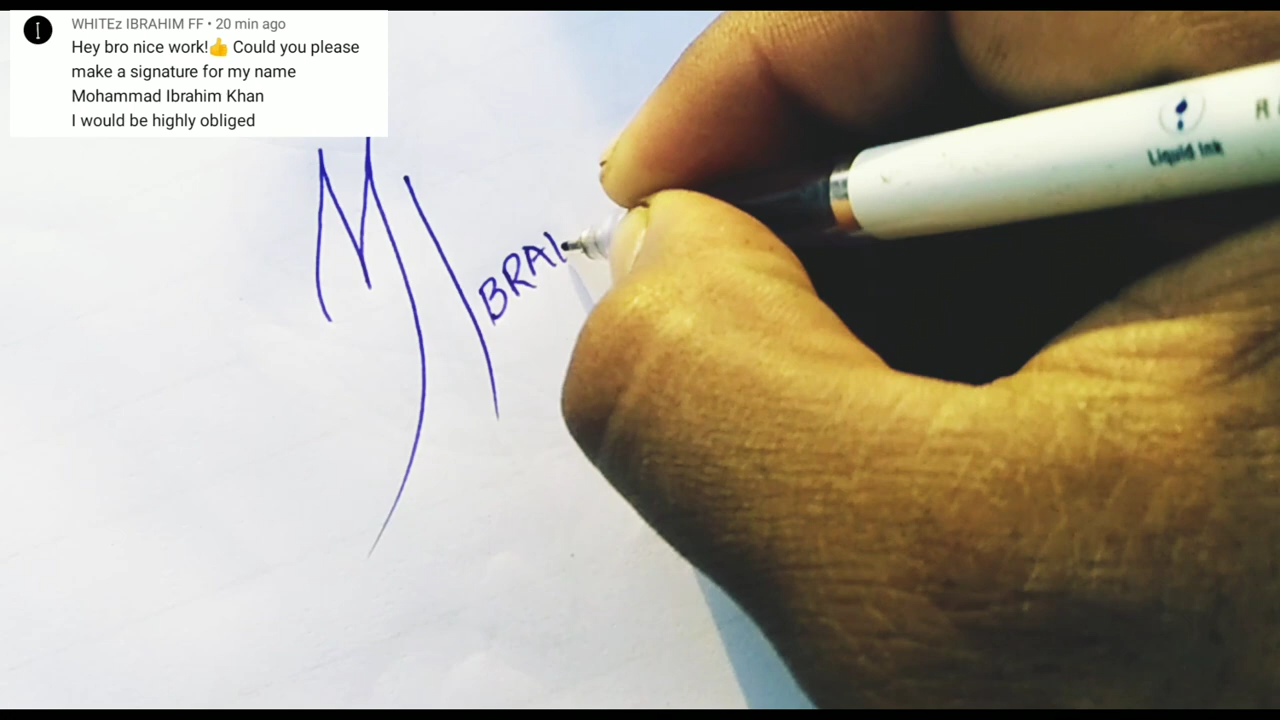 WHITEz IBRAHIM FF • 20 min ago
Hey bro nice work!👍 Could you please
make a signature for my name
Mohammad Ibrahim Khan
I would be highly obliged
M IBRAI
Liquid Ink